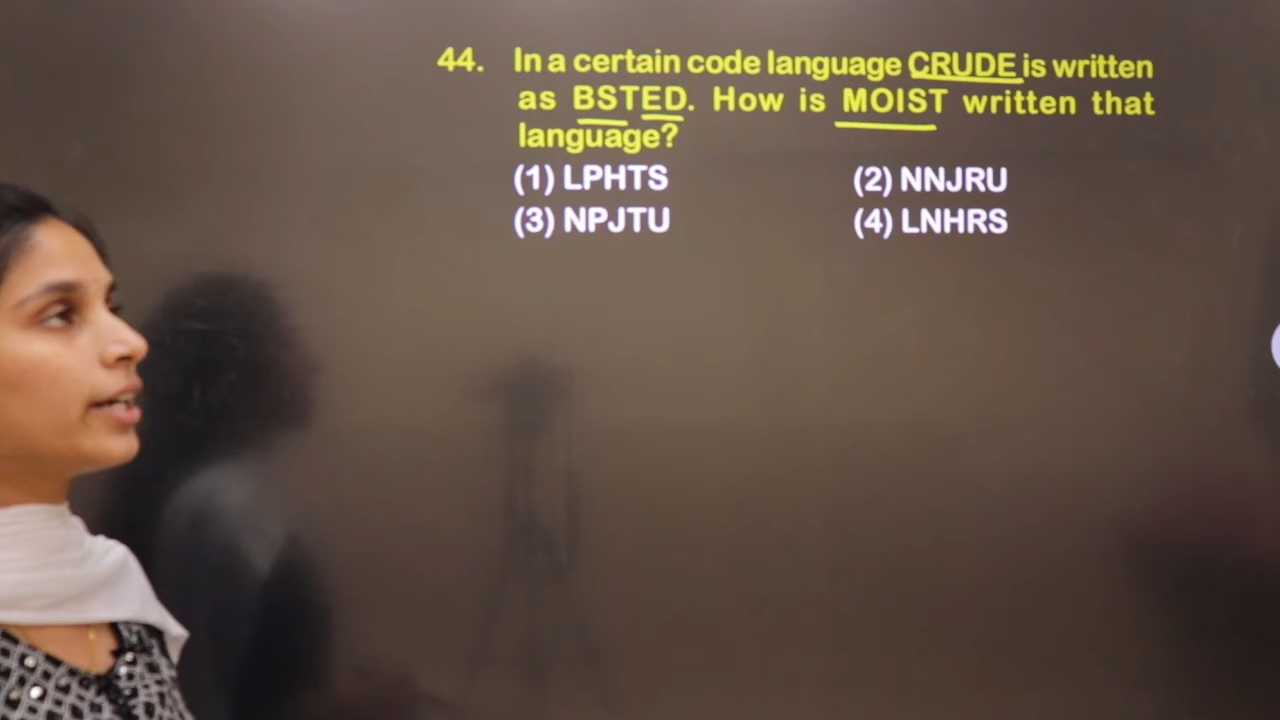 44. In a certain code language CRUDE is written
as BSTED. How is MOIST written that
language?
(1) LPHTS (2) NNJRU
(3) NPJTU (4) LNHRS